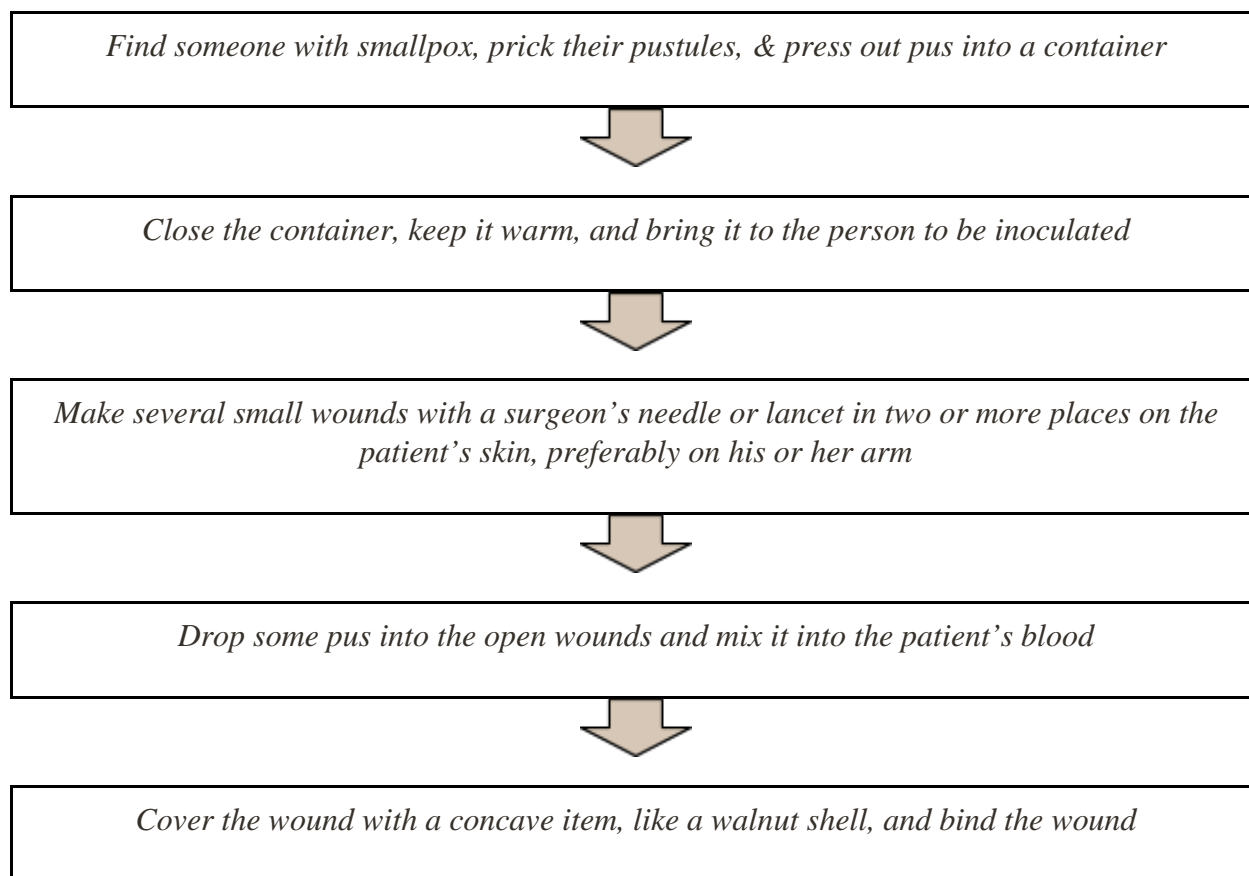 Find someone with smallpox, prick their pustules, & press out pus into a container
Close the container, keep it warm, and bring it to the person to be inoculated
Make several small wounds with a surgeon’s needle or lancet in two or more places on the
patient’s skin, preferably on his or her arm
Drop some pus into the open wounds and mix it into the patient’s blood
Cover the wound with a concave item, like a walnut shell, and bind the wound